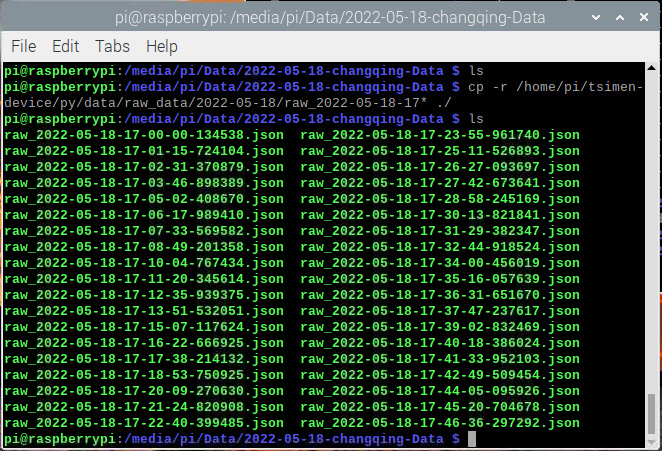 pi@raspberrypi: /media/pi/Data/2022-05-18-changqing-Data
File Edit Tabs Help
pi@raspberrypi:/media/pi/Data/2022-05-18-changqing-Data $ ls
pi@raspberrypi:/media/pi/Data/2022-05-18-changqing-Data $ cp -r /home/pi/tsimen-
device/py/data/raw_data/2022-05-18/raw_2022-05-18-17* ./
pi@raspberrypi:/media/pi/Data/2022-05-18-changqing-Data $ ls
raw_2022-05-18-17-00-00-134538.json raw_2022-05-18-17-23-55-961740.json
raw_2022-05-18-17-01-15-724104.json raw_2022-05-18-17-25-11-526893.json
raw_2022-05-18-17-02-31-370879.json raw_2022-05-18-17-26-27-093697.json
raw_2022-05-18-17-03-46-898389.json raw_2022-05-18-17-27-42-673641.json
raw_2022-05-18-17-05-02-408670.json raw_2022-05-18-17-28-58-245169.json
raw_2022-05-18-17-06-17-989410.json raw_2022-05-18-17-30-13-821841.json
raw_2022-05-18-17-07-33-569582.json raw_2022-05-18-17-31-29-382347.json
raw_2022-05-18-17-08-49-201358.json raw_2022-05-18-17-32-44-918524.json
raw_2022-05-18-17-10-04-767434.json raw_2022-05-18-17-34-00-456019.json
raw_2022-05-18-17-11-20-345614.json raw_2022-05-18-17-35-16-057639.json
raw_2022-05-18-17-12-35-939375.json raw_2022-05-18-17-36-31-651670.json
raw_2022-05-18-17-13-51-532051.json raw_2022-05-18-17-37-47-237617.json
raw_2022-05-18-17-15-07-117624.json raw_2022-05-18-17-39-02-832469.json
raw_2022-05-18-17-16-22-666925.json raw_2022-05-18-17-40-18-386024.json
raw_2022-05-18-17-17-38-214132.json raw_2022-05-18-17-41-33-952103.json
raw_2022-05-18-17-18-53-750925.json raw_2022-05-18-17-42-49-509454.json
raw_2022-05-18-17-20-09-270630.json raw_2022-05-18-17-44-05-095926.json
raw_2022-05-18-17-21-24-820908.json raw_2022-05-18-17-45-20-704678.json
raw_2022-05-18-17-22-40-399485.json raw_2022-05-18-17-46-36-297292.json
pi@raspberrypi:/media/pi/Data/2022-05-18-changqing-Data $